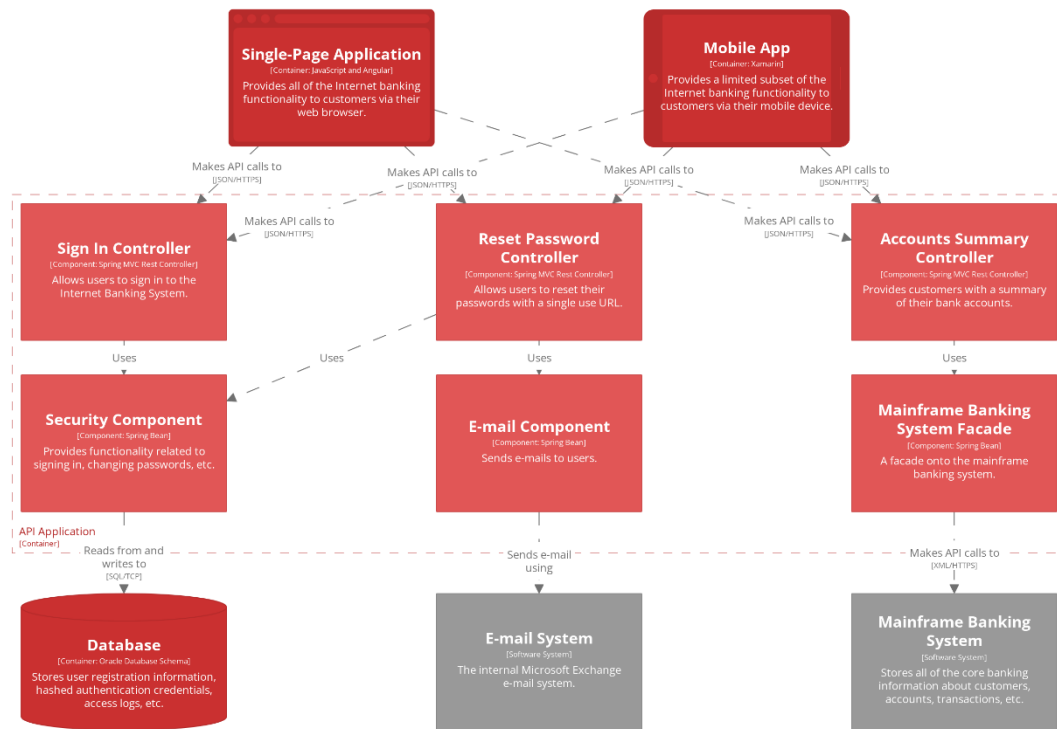 Single-Page Application
[Container: JavaScript and Angular]
Provides all of the Internet banking
functionality to customers via their
web browser.
Mobile App
[Container: Xamarin]
Provides a limited subset of the
Internet banking functionality to
customers via their mobile device.
Makes API calls to
[JSON/HTTPS]
Makes API calls to
[JSON/HTTPS]
Makes API calls to
[JSON/HTTPS]
Makes API calls to
[JSON/HTTPS]
Makes API calls to
[JSON/HTTPS]
Makes API calls to
[JSON/HTTPS]
Sign In Controller
[Component: Spring MVC Rest Controller]
Allows users to sign in to the
Internet Banking System.
Reset Password
Controller
[Component: Spring MVC Rest Controller]
Allows users to reset their
passwords with a single use URL.
Accounts Summary
Controller
[Component: Spring MVC Rest Controller]
Provides customers with a summary
of their bank accounts.
Uses
Uses
Uses
Uses
Security Component
[Component: Spring Bean]
Provides functionality related to
signing in, changing passwords, etc.
E-mail Component
[Component: Spring Bean]
Sends e-mails to users.
Mainframe Banking
System Facade
[Component: Spring Bean]
A facade onto the mainframe
banking system.
API Application
[Container]
Reads from and
writes to
[SQL/TCP]
Sends e-mail
using
Makes API calls to
[XML/HTTPS]
Database
[Container: Oracle Database Schema]
Stores user registration information,
hashed authentication credentials,
access logs, etc.
E-mail System
[Software System]
The internal Microsoft Exchange
e-mail system.
Mainframe Banking
System
[Software System]
Stores all of the core banking
information about customers,
accounts, transactions, etc.